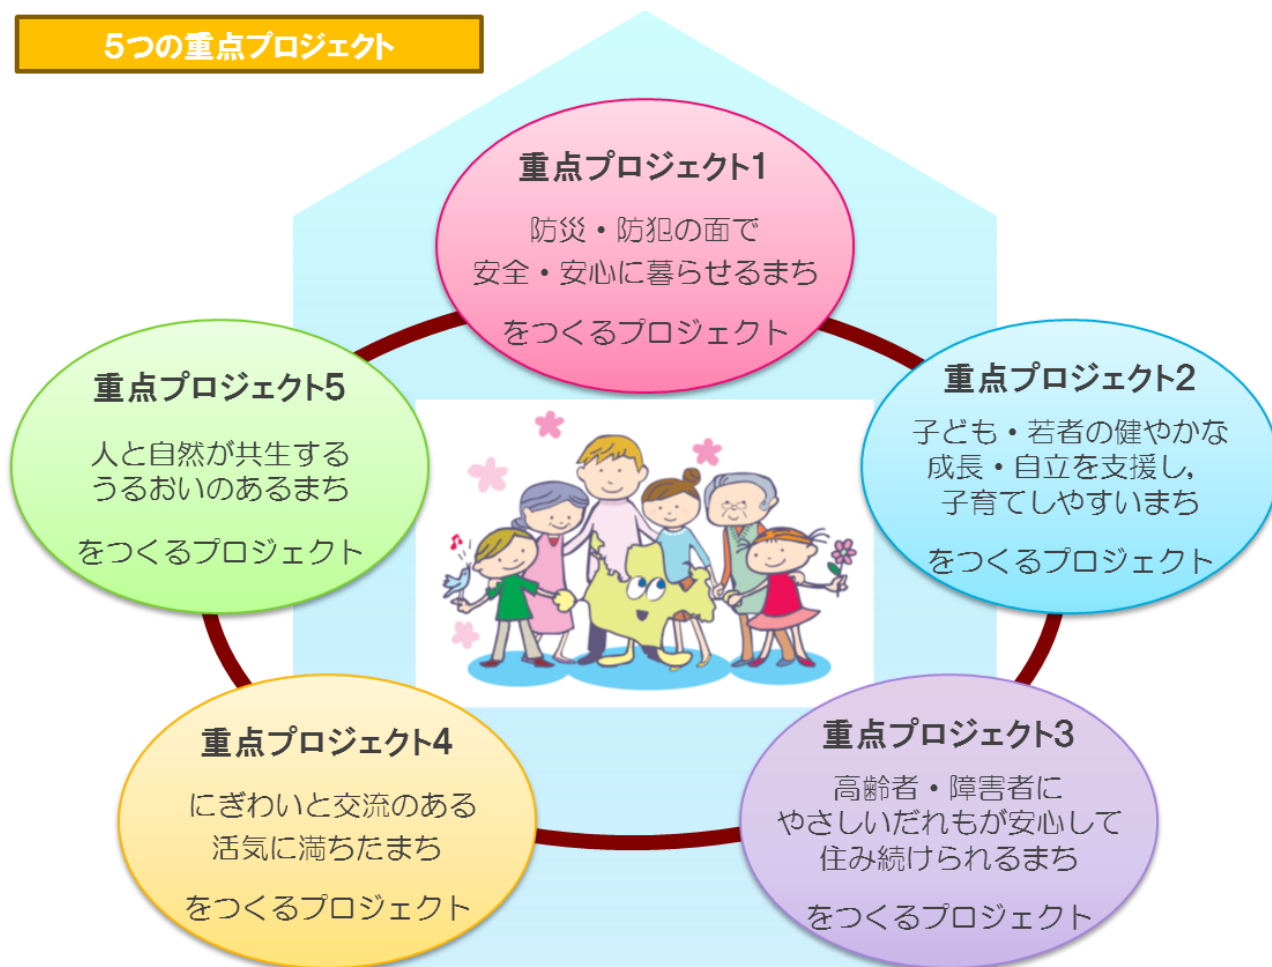 5つの重点プロジェクト
重点プロジェクト1
防災・防犯の面で
安全・安心に暮らせるまち
をつくるプロジェクト
重点プロジェクト2
子ども・若者の健やかな
成長・自立を支援し，
子育てしやすいまち
をつくるプロジェクト
重点プロジェクト3
高齢者・障害者に
やさしいだれもが安心して
住み続けられるまち
をつくるプロジェクト
重点プロジェクト4
にぎわいと交流のある
活気に満ちたまち
をつくるプロジェクト
重点プロジェクト5
人と自然が共生する
うるおいのあるまち
をつくるプロジェクト